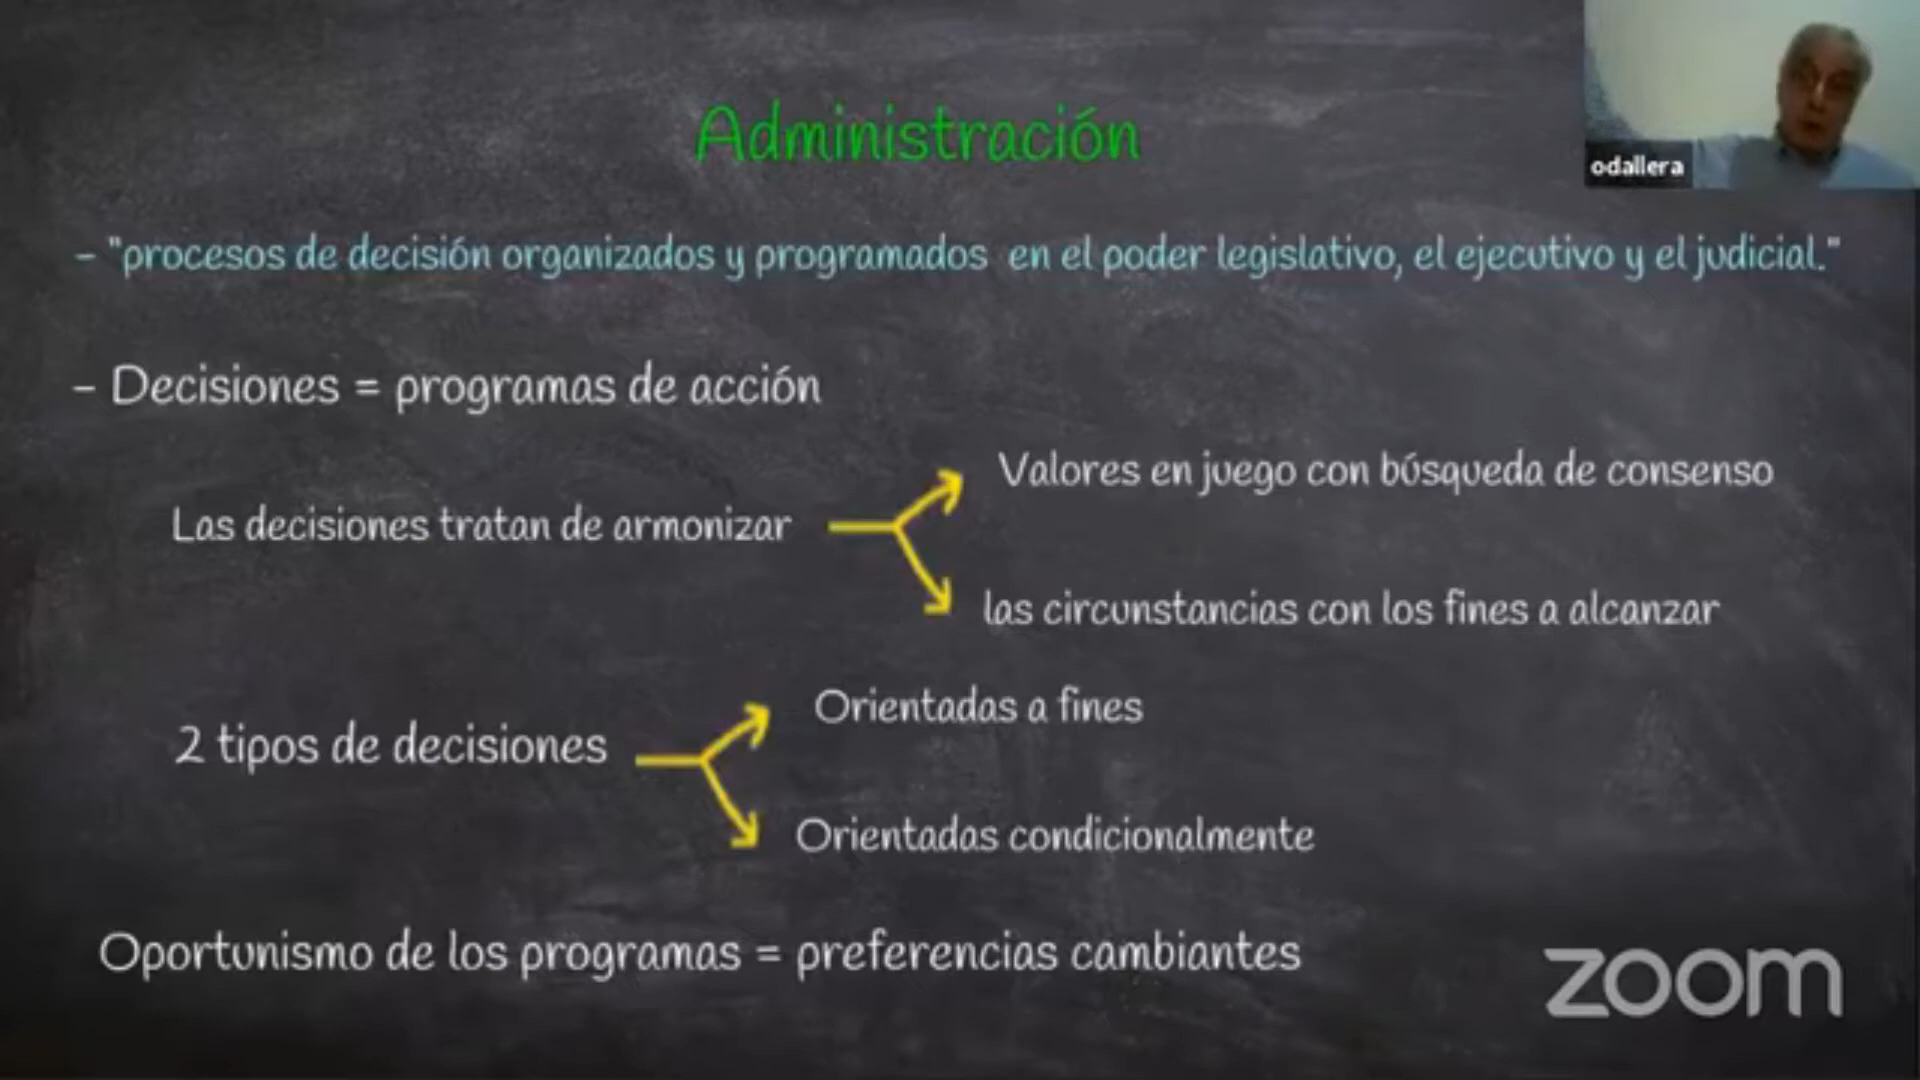 Administración
odallera
- "procesos de decisión organizados y programados en el poder legislativo, el ejecutivo y el judicial."
- Decisiones = programas de acción
Valores en juego con búsqueda de consenso
Las decisiones tratan de armonizar
las circunstancias con los fines a alcanzar
Orientadas a fines
2 tipos de decisiones
Orientadas condicionalmente
Oportunismo de los programas = preferencias cambiantes
zoom